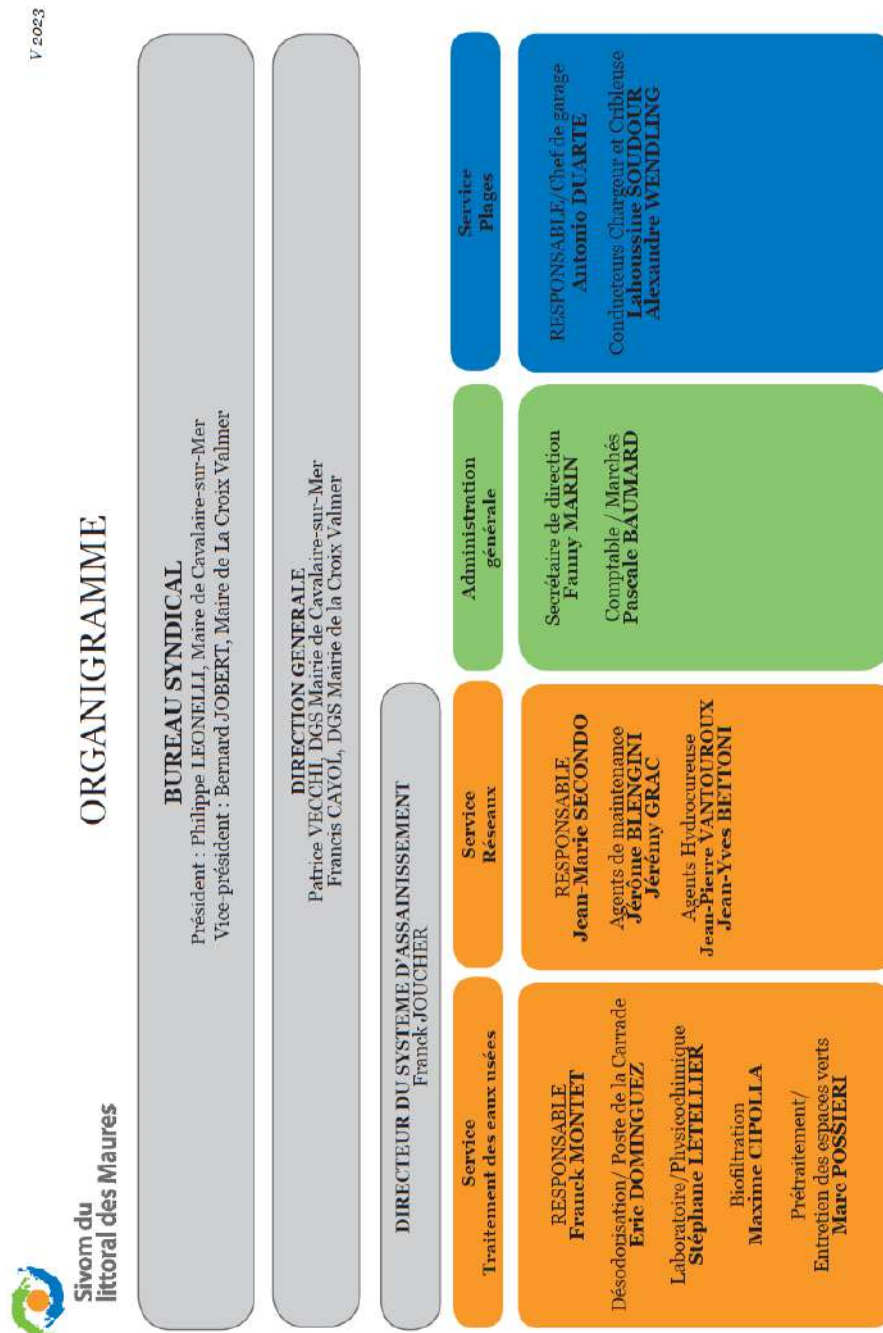 V 2023
Sivom du
littoral des Maures
ORGANIGRAMME
BUREAU SYNDICAL
Président : Philippe LEONELLI, Maire de Cavalaire-sur-Mer
Vice-président : Bernard JOBERT, Maire de La Croix Valmer
DIRECTION GENERALE
Patrice VECCHI, DGS Mairie de Cavalaire-sur-Mer
Francis CAYOL, DGS Mairie de la Croix Valmer
DIRECTEUR DU SYSTEME D'ASSAINISSEMENT
Franck JOUCHER
Service
Traitement des eaux usées
RESPONSABLE
Franck MONTET
Désodorisation/ Poste de la Carrade
Eric DOMINGUEZ
Laboratoire/Physicochimique
Stéphane LETELLIER
Biofiltration
Maxime CIPOLLA
Prétraitement/
Entretien des espaces verts
Marc POSSIERI
Service
Réseaux
RESPONSABLE
Jean-Marie SECONDO
Agents de maintenance
Jérôme BLENGINI
Jérémy GRAC
Agents Hydrocureuse
Jean-Pierre VANTOUROUX
Jean-Yves BETTONI
Administration
générale
Secrétaire de direction
Fanny MARIN
Comptable / Marchés
Pascale BAUMARD
Service
Plages
RESPONSABLE/Chef de garage
Antonio DUARTE
Conducteurs Chargeur et Cribleuse
Lahoussine SOUDOUR
Alexandre WENDLING